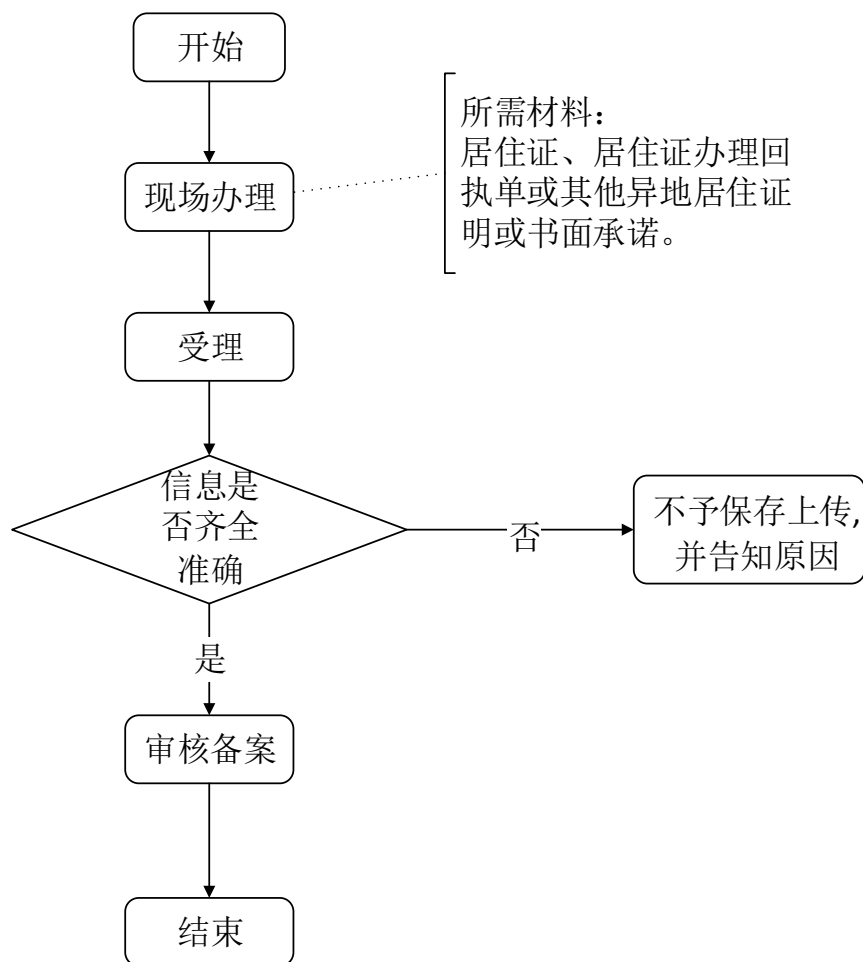 开始
所需材料：
居住证、居住证办理回
执单或其他异地居住证
明或书面承诺。
现场办理
受理
信息是
否齐全
准确
否
不予保存上传,
并告知原因
是
审核备案
结束